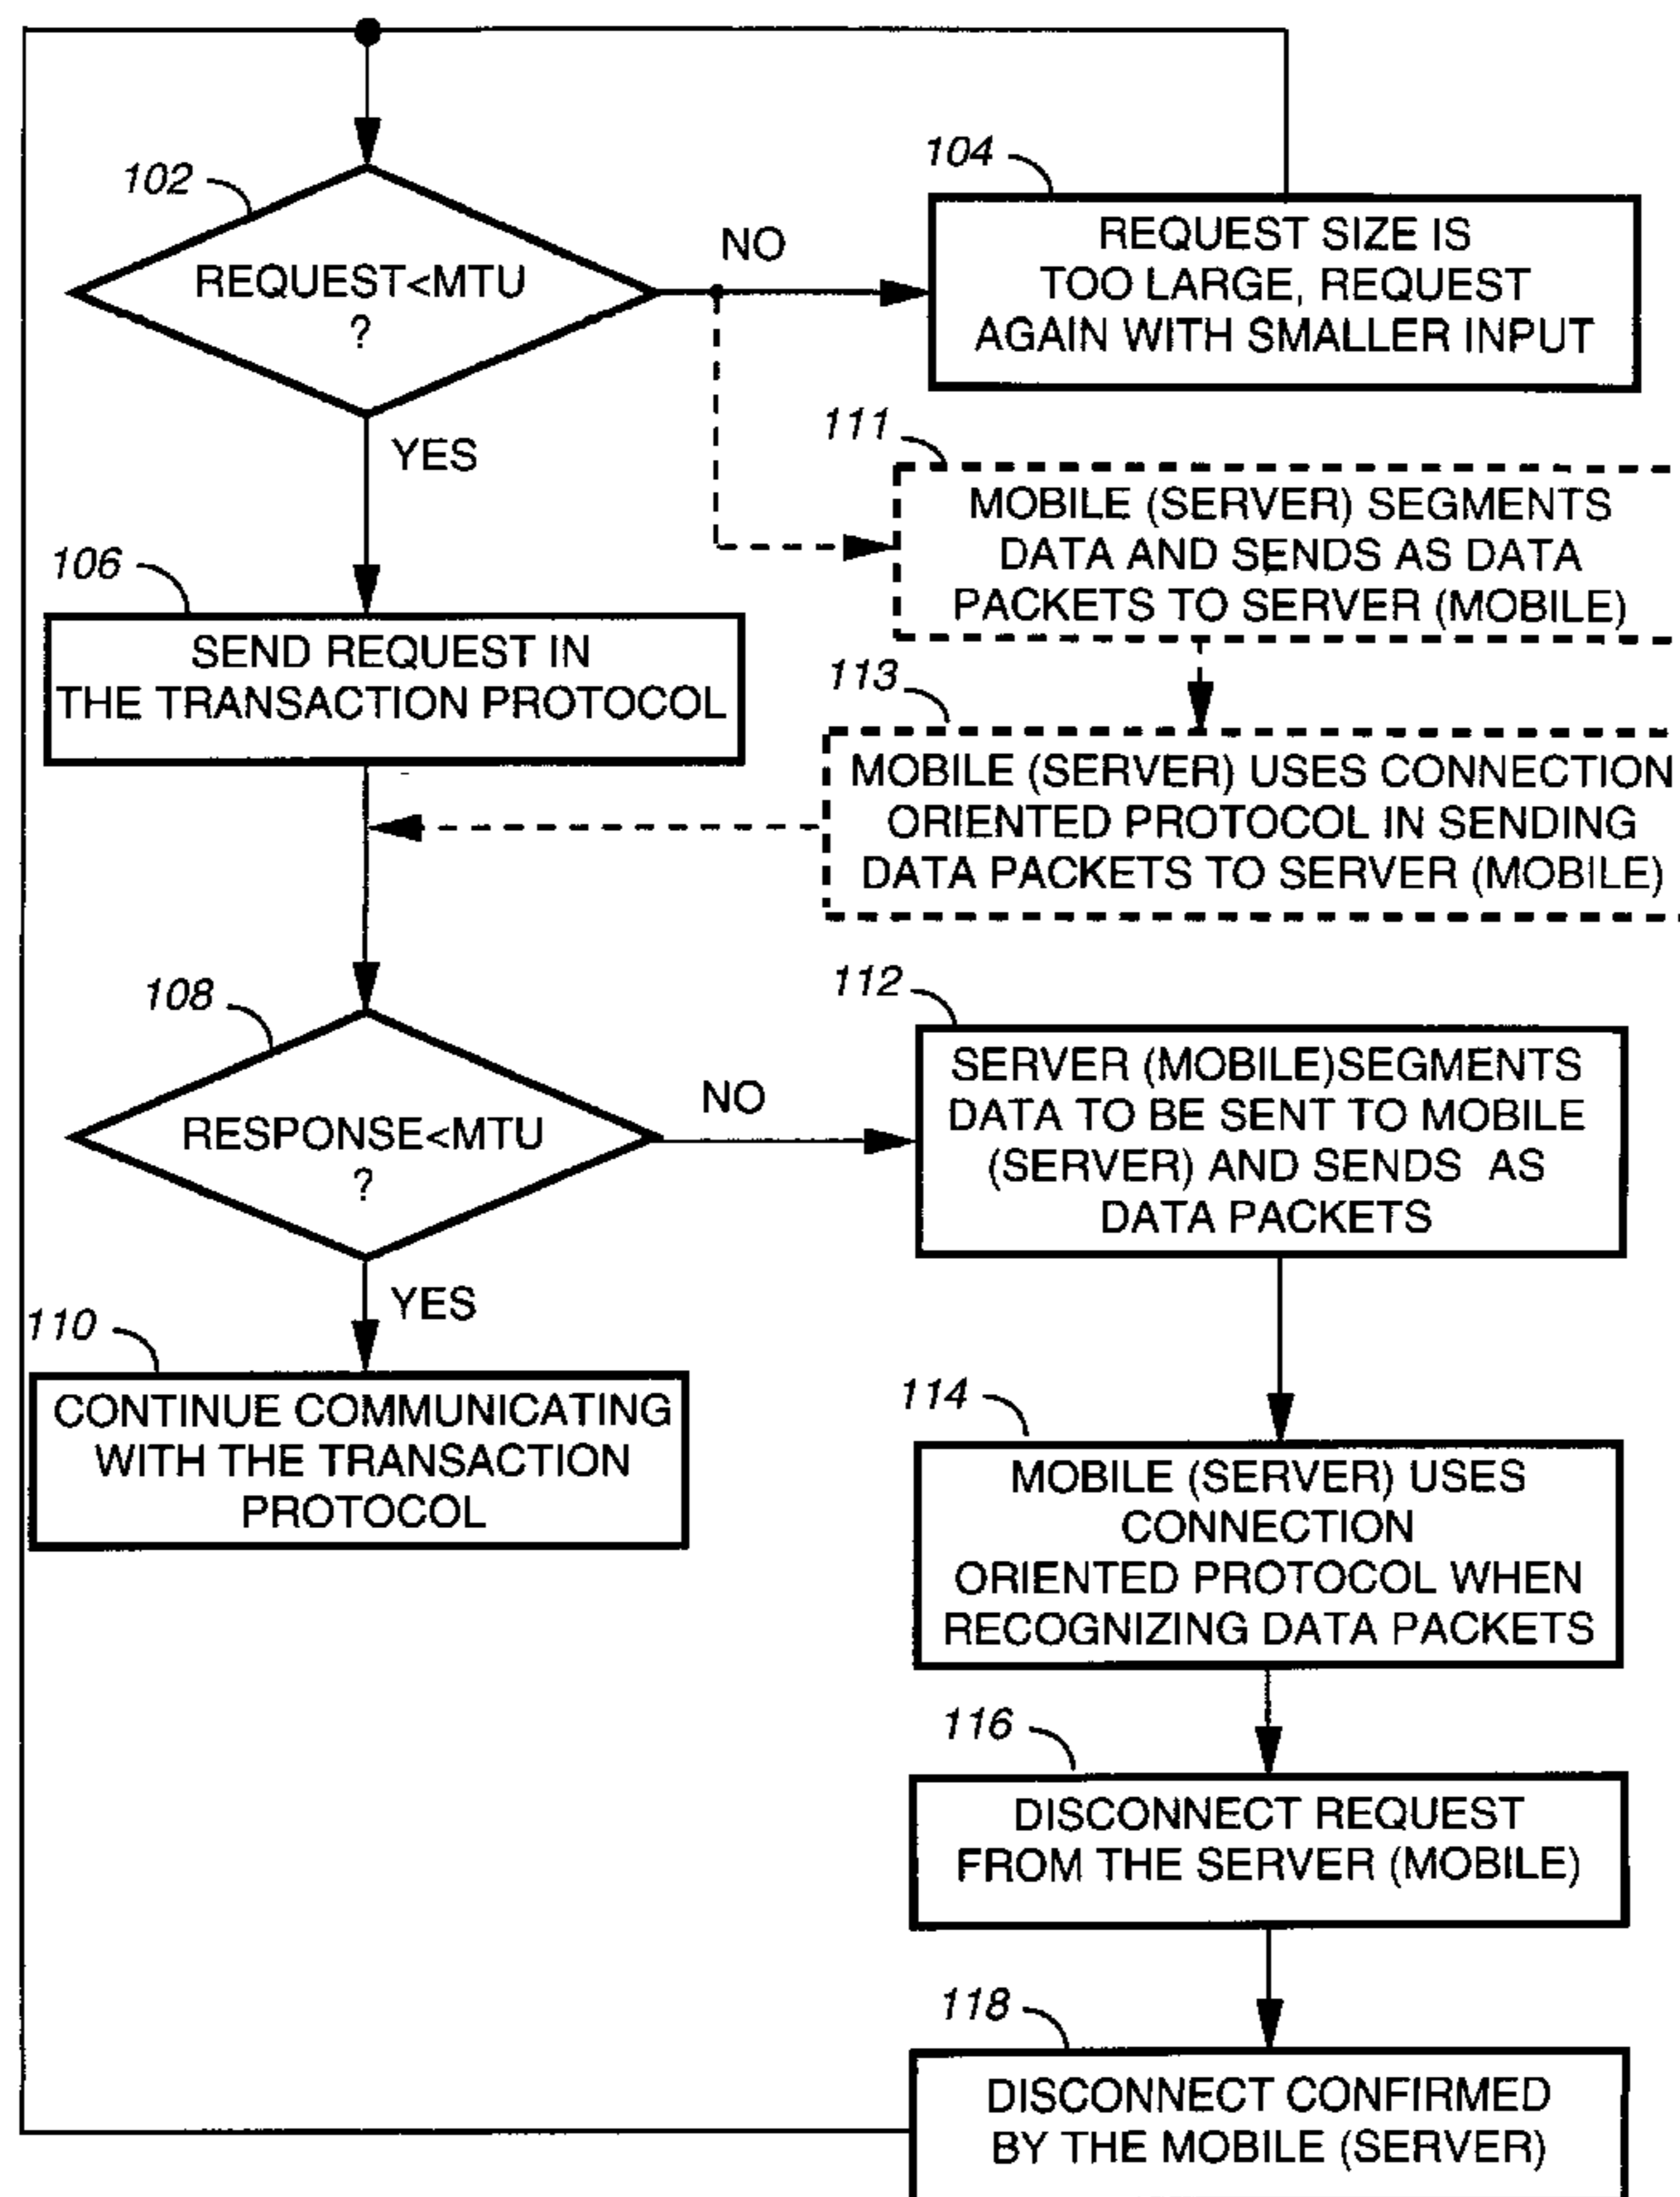 102
REQUEST<MTU
?
NO
YES
104
REQUEST SIZE IS
TOO LARGE, REQUEST
AGAIN WITH SMALLER INPUT
111
MOBILE (SERVER) SEGMENTS
DATA AND SENDS AS DATA
PACKETS TO SERVER (MOBILE)
106
SEND REQUEST IN
THE TRANSACTION PROTOCOL
113
MOBILE (SERVER) USES CONNECTION
ORIENTED PROTOCOL IN SENDING
DATA PACKETS TO SERVER (MOBILE)
108
RESPONSE<MTU
?
NO
YES
112
SERVER (MOBILE)SEGMENTS
DATA TO BE SENT TO MOBILE
(SERVER) AND SENDS AS
DATA PACKETS
110
CONTINUE COMMUNICATING
WITH THE TRANSACTION
PROTOCOL
114
MOBILE (SERVER) USES
CONNECTION
ORIENTED PROTOCOL WHEN
RECOGNIZING DATA PACKETS
116
DISCONNECT REQUEST
FROM THE SERVER (MOBILE)
118
DISCONNECT CONFIRMED
BY THE MOBILE (SERVER)